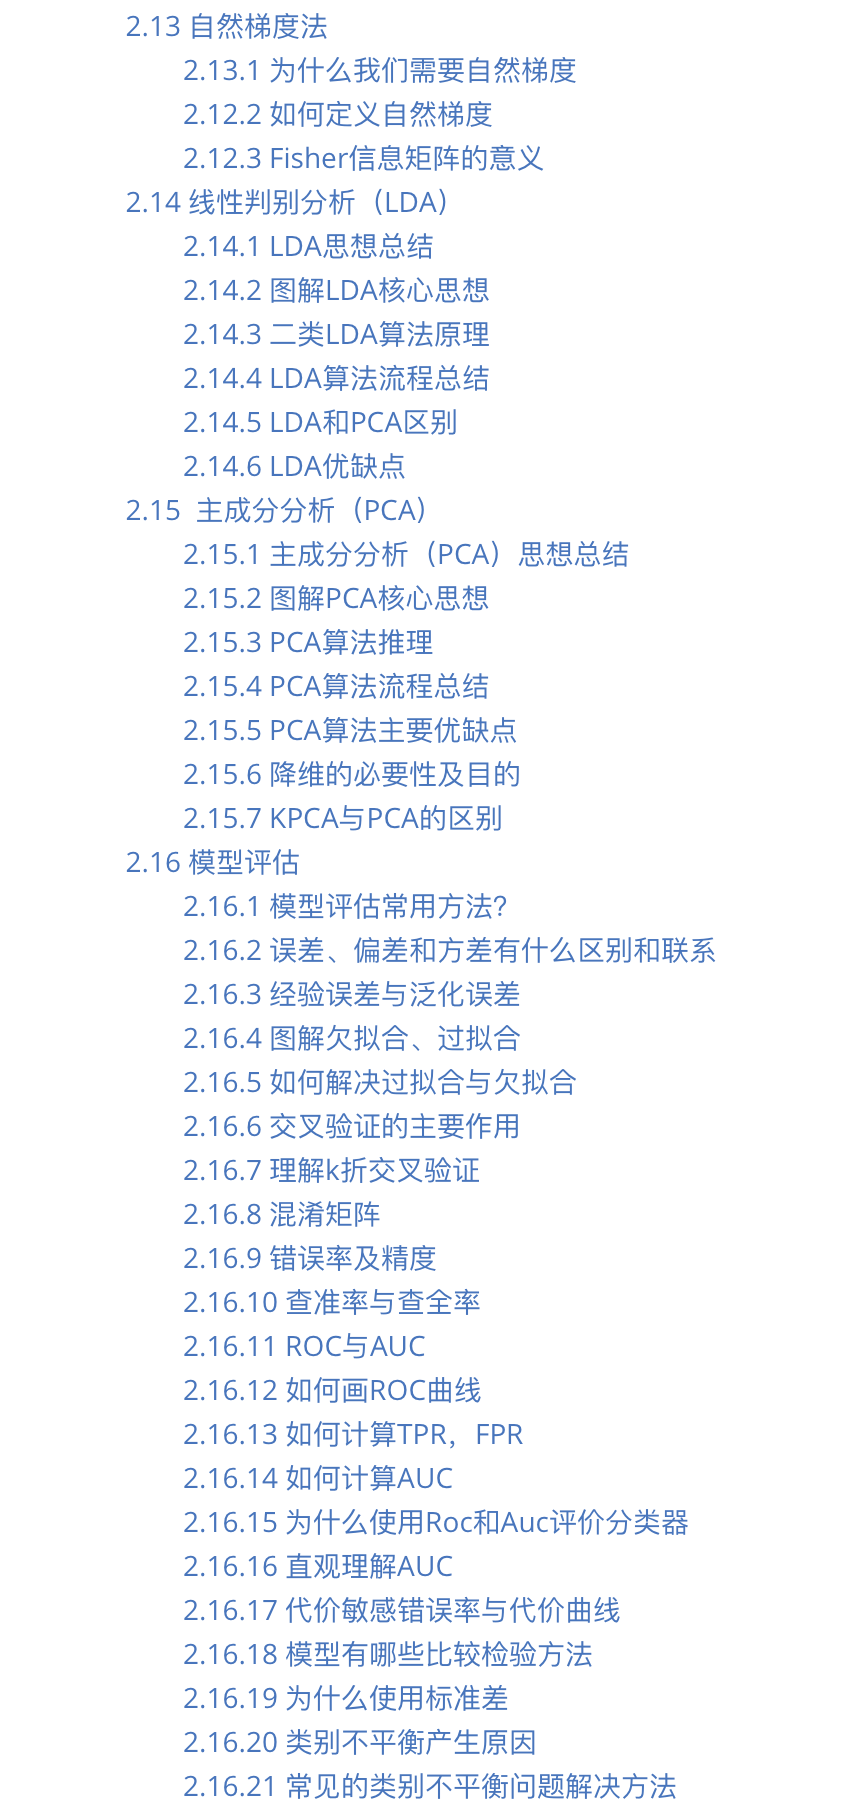 2.13 自然梯度法
2.13.1 为什么我们需要自然梯度
2.12.2 如何定义自然梯度
2.12.3 Fisher信息矩阵的意义
2.14 线性判别分析（LDA）
2.14.1 LDA思想总结
2.14.2 图解LDA核心思想
2.14.3 二类LDA算法原理
2.14.4 LDA算法流程总结
2.14.5 LDA和PCA区别
2.14.6 LDA优缺点
2.15 主成分分析（PCA）
2.15.1 主成分分析（PCA）思想总结
2.15.2 图解PCA核心思想
2.15.3 PCA算法推理
2.15.4 PCA算法流程总结
2.15.5 PCA算法主要优缺点
2.15.6 降维的必要性及目的
2.15.7 KPCA与PCA的区别
2.16 模型评估
2.16.1 模型评估常用方法？
2.16.2 误差、偏差和方差有什么区别和联系
2.16.3 经验误差与泛化误差
2.16.4 图解欠拟合、过拟合
2.16.5 如何解决过拟合与欠拟合
2.16.6 交叉验证的主要作用
2.16.7 理解k折交叉验证
2.16.8 混淆矩阵
2.16.9 错误率及精度
2.16.10 查准率与查全率
2.16.11 ROC与AUC
2.16.12 如何画ROC曲线
2.16.13 如何计算TPR，FPR
2.16.14 如何计算AUC
2.16.15 为什么使用Roc和Auc评价分类器
2.16.16 直观理解AUC
2.16.17 代价敏感错误率与代价曲线
2.16.18 模型有哪些比较检验方法
2.16.19 为什么使用标准差
2.16.20 类别不平衡产生原因
2.16.21 常见的类别不平衡问题解决方法